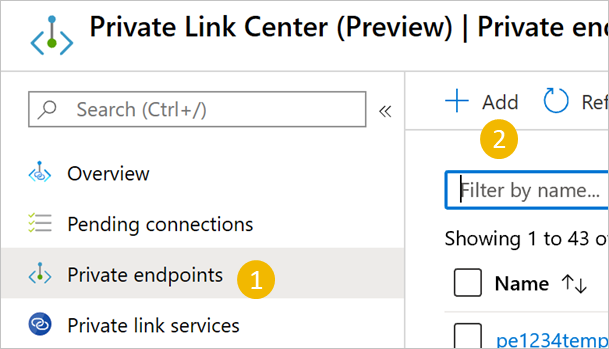 Private Link Center (Preview) | Private en
Search (Ctrl+/)
«
Overview
Pending connections
Private endpoints
1
Private link services
+ Add
Ref
2
Filter by name...
Showing 1 to 43 o
Name ↑↓
pe1234temp